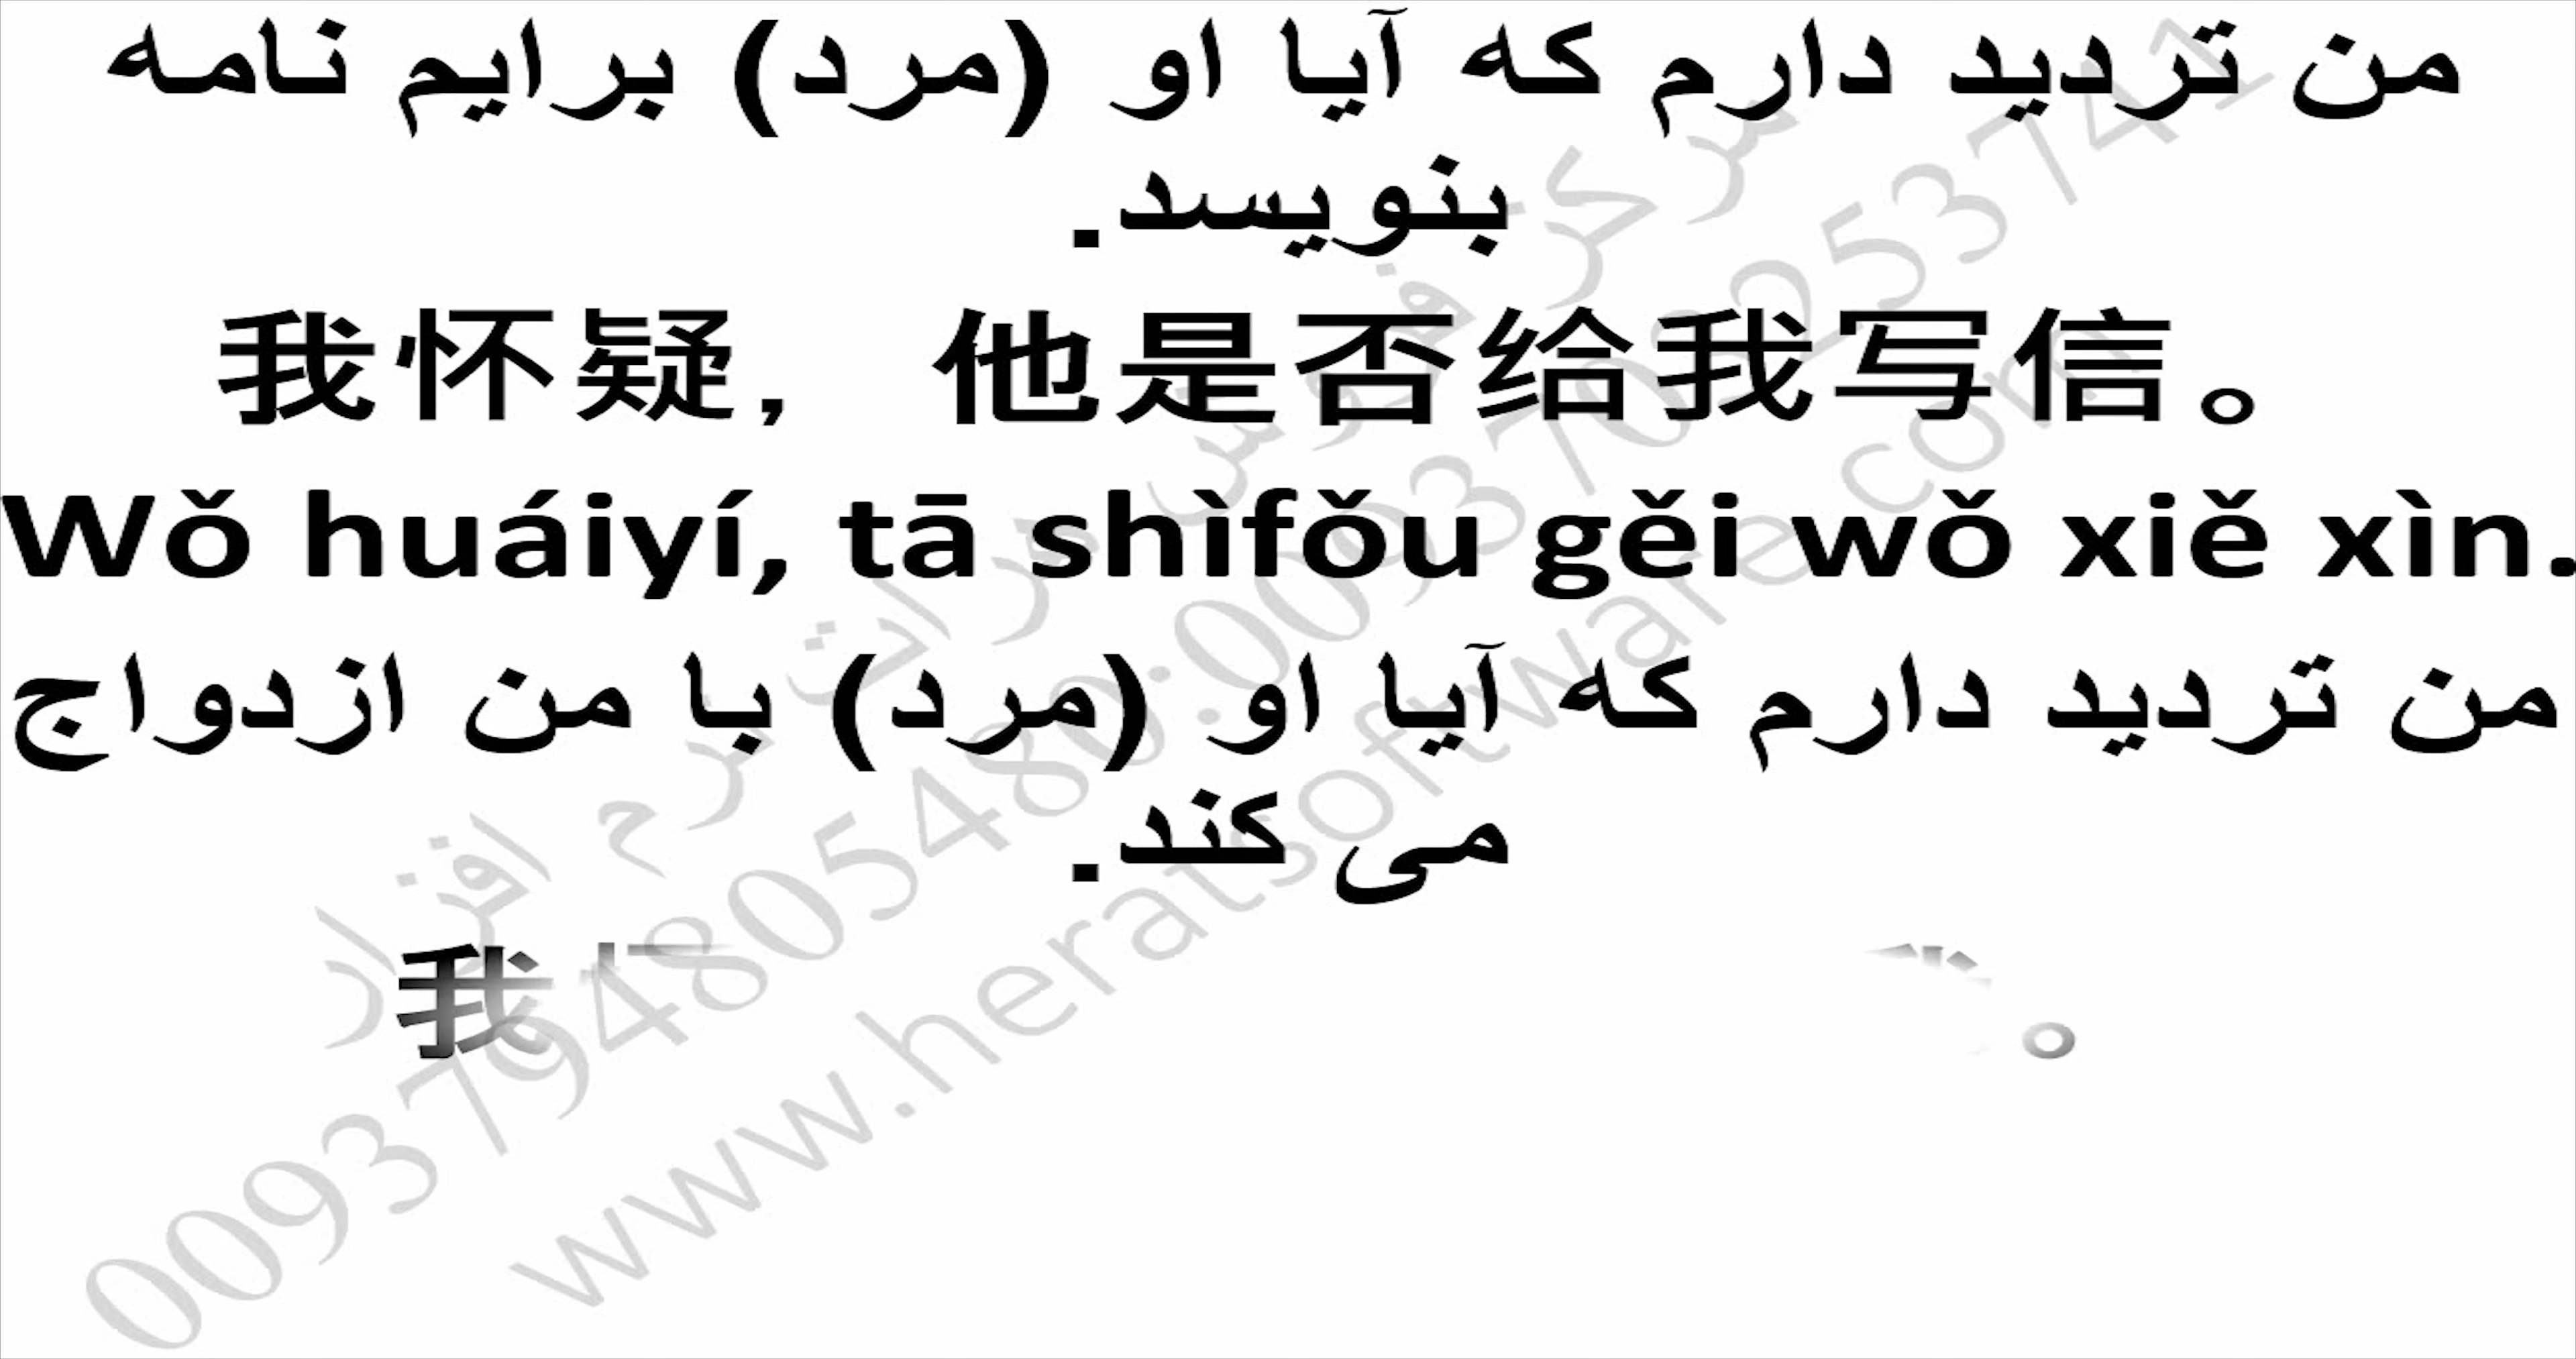 من تردید دارم که آیا او (مرد) برایم نامه
بنویسد.
我怀疑, 他是否给我写信。
Wǒ huáiyí, tā shìfǒu gěi wǒ xiě xìn.
من تردید دارم که آیا او (مرد) با من ازدواج
می کند.
我
www.heratsoftware.com